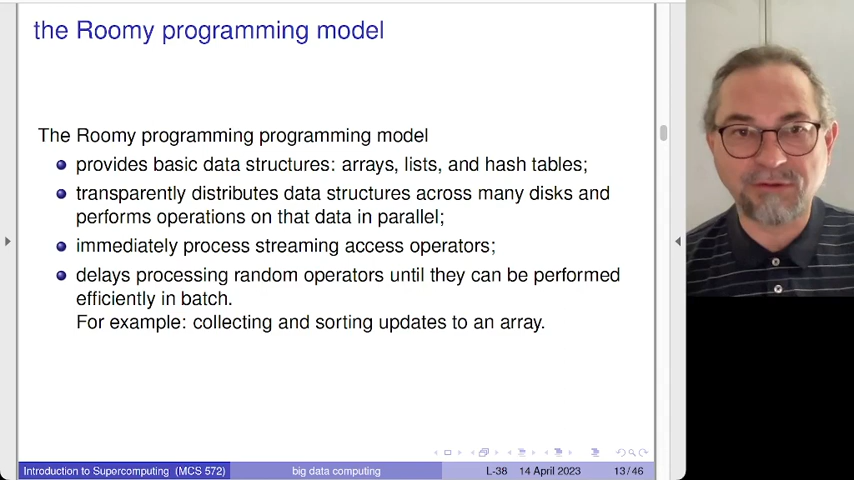 the Roomy programming model
The Roomy programming programming model
provides basic data structures: arrays, lists, and hash tables;
transparently distributes data structures across many disks and
performs operations on that data in parallel;
immediately process streaming access operators;
delays processing random operators until they can be performed
efficiently in batch.
For example: collecting and sorting updates to an array.
Introduction to Supercomputing (MCS 572)
big data computing
L-38 14 April 2023 13 / 46